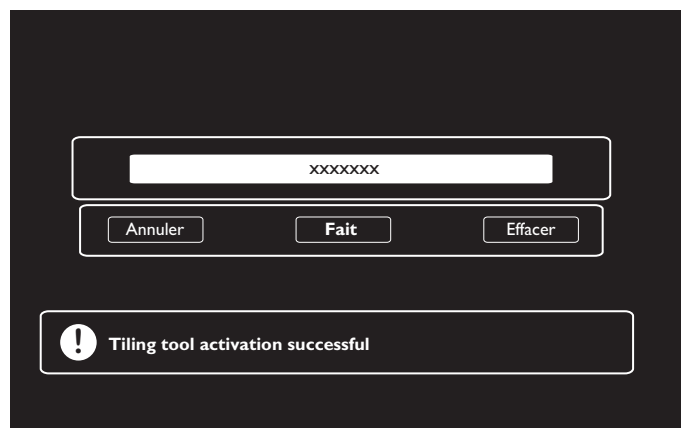 xxxxxxx
Annuler Fait Effacer
! Tiling tool activation successful